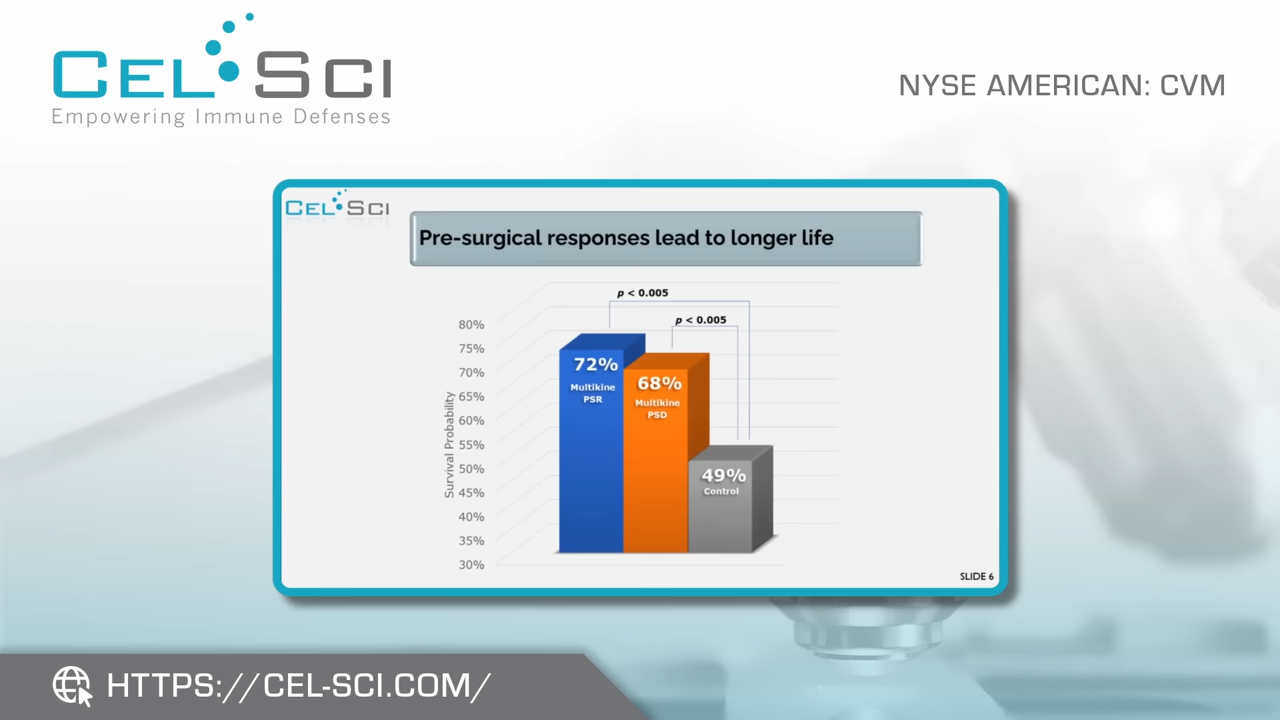 CEL SCI
Empowering Immune Defenses
NYSE AMERICAN: CVM
CEL SCI
Pre-surgical responses lead to longer life
p < 0.005
p < 0.005
80%
75%
70%
65%
60%
55%
50%
45%
40%
35%
30%
Survival Probability
72%
Multikine
PSR
68%
Multikine
PSD
49%
Control
SLIDE 6
HTTPS://CEL-SCI.COM/